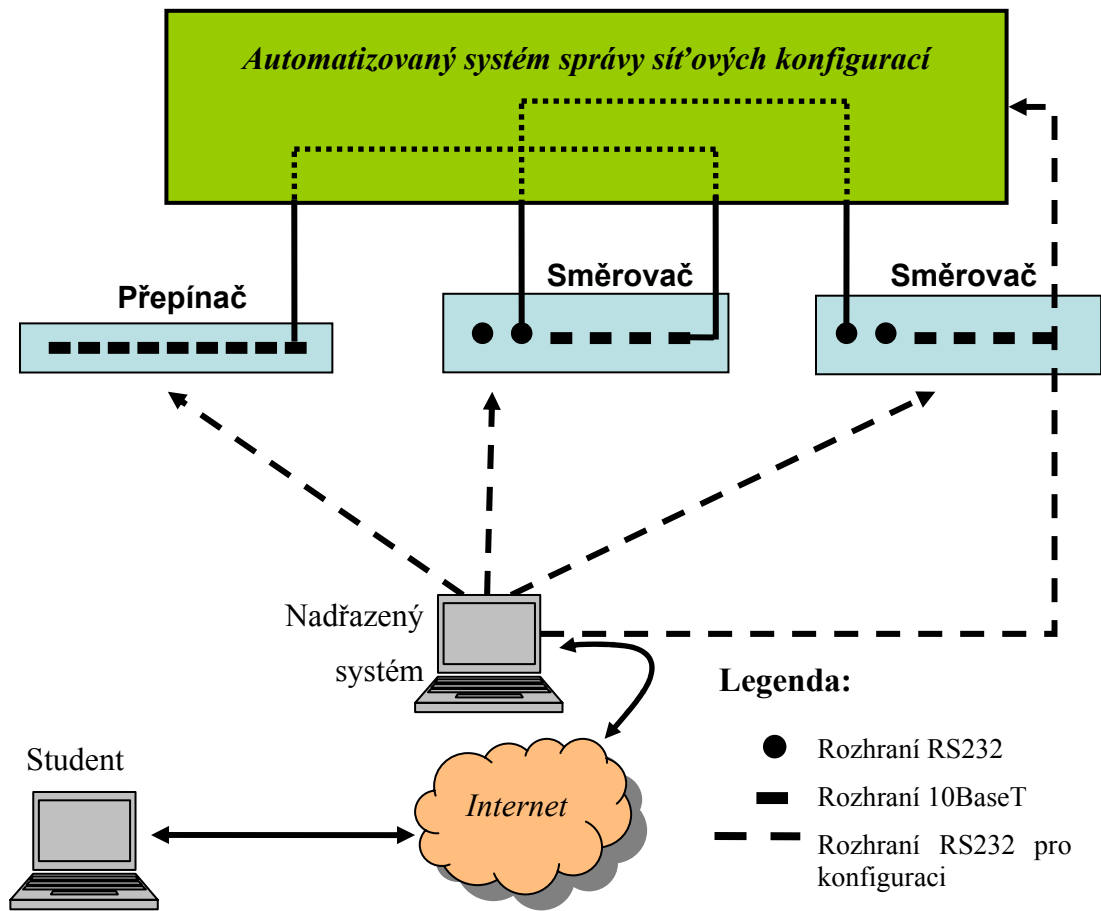 Automatizovaný systém správy síťových konfigurací
Přepínač
Směrovač
Směrovač
Nadřazený
systém
Student
Internet
Legenda:
Rozhraní RS232
Rozhraní 10BaseT
Rozhraní RS232 pro
konfiguraci